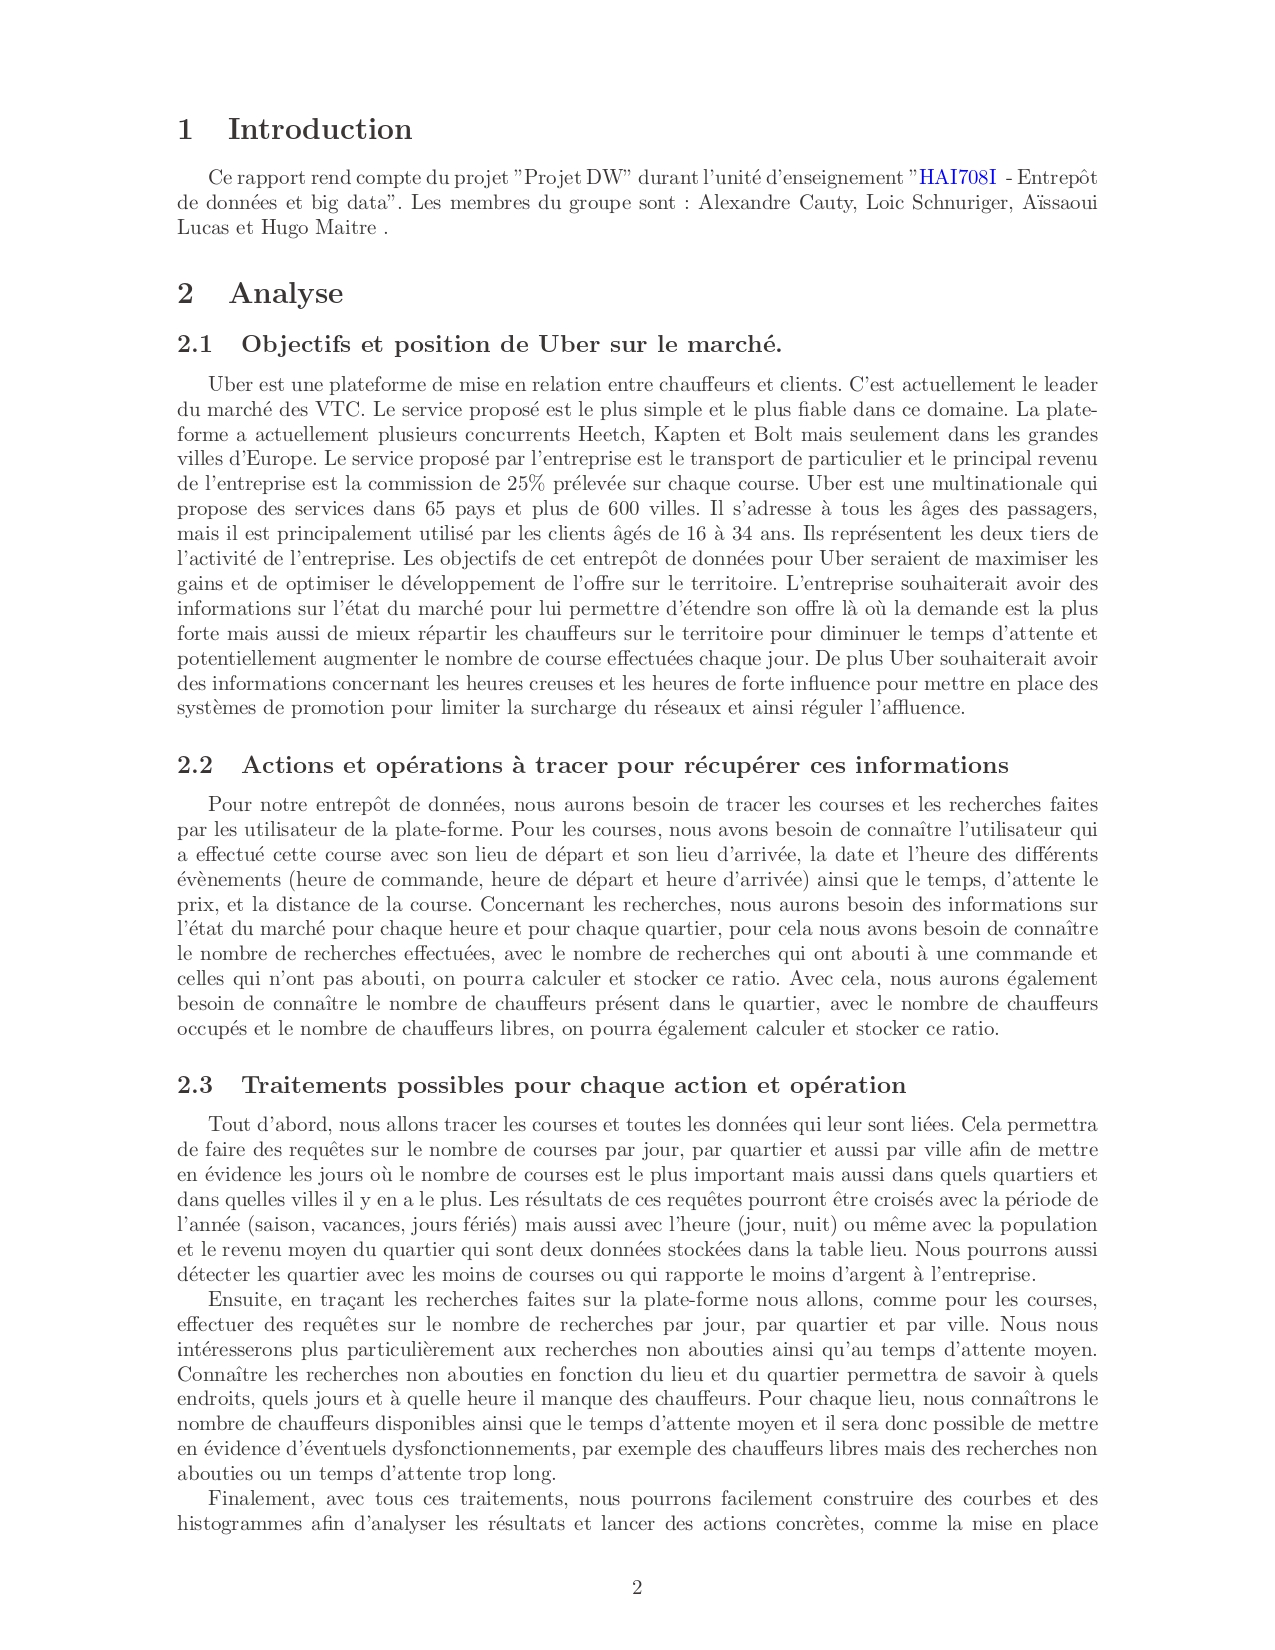 1 Introduction
Ce rapport rend compte du projet ”Projet DW” durant l’unité d’enseignement ”HAI708I - Entrepôt
de données et big data”. Les membres du groupe sont : Alexandre Cauty, Loic Schnuriger, Aïssaoui
Lucas et Hugo Maitre .
2 Analyse
2.1 Objectifs et position de Uber sur le marché.
Uber est une plateforme de mise en relation entre chauffeurs et clients. C’est actuellement le leader
du marché des VTC. Le service proposé est le plus simple et le plus fiable dans ce domaine. La plate-
forme a actuellement plusieurs concurrents Heetch, Kapten et Bolt mais seulement dans les grandes
villes d’Europe. Le service proposé par l’entreprise est le transport de particulier et le principal revenu
de l’entreprise est la commission de 25% prélevée sur chaque course. Uber est une multinationale qui
propose des services dans 65 pays et plus de 600 villes. Il s’adresse à tous les âges des passagers,
mais il est principalement utilisé par les clients âgés de 16 à 34 ans. Ils représentent les deux tiers de
l’activité de l’entreprise. Les objectifs de cet entrepôt de données pour Uber seraient de maximiser les
gains et de optimiser le développement de l’offre sur le territoire. L’entreprise souhaiterait avoir des
informations sur l’état du marché pour lui permettre d’étendre son offre là où la demande est la plus
forte mais aussi de mieux répartir les chauffeurs sur le territoire pour diminuer le temps d’attente et
potentiellement augmenter le nombre de course effectuées chaque jour. De plus Uber souhaiterait avoir
des informations concernant les heures creuses et les heures de forte influence pour mettre en place des
systèmes de promotion pour limiter la surcharge du réseaux et ainsi réguler l’affluence.
2.2 Actions et opérations à tracer pour récupérer ces informations
Pour notre entrepôt de données, nous aurons besoin de tracer les courses et les recherches faites
par les utilisateur de la plate-forme. Pour les courses, nous avons besoin de connaître l’utilisateur qui
a effectué cette course avec son lieu de départ et son lieu d’arrivée, la date et l’heure des différents
évènements (heure de commande, heure de départ et heure d’arrivée) ainsi que le temps, d’attente le
prix, et la distance de la course. Concernant les recherches, nous aurons besoin des informations sur
l’état du marché pour chaque heure et pour chaque quartier, pour cela nous avons besoin de connaître
le nombre de recherches effectuées, avec le nombre de recherches qui ont abouti à une commande et
celles qui n’ont pas abouti, on pourra calculer et stocker ce ratio. Avec cela, nous aurons également
besoin de connaître le nombre de chauffeurs présent dans le quartier, avec le nombre de chauffeurs
occupés et le nombre de chauffeurs libres, on pourra également calculer et stocker ce ratio.
2.3 Traitements possibles pour chaque action et opération
Tout d’abord, nous allons tracer les courses et toutes les données qui leur sont liées. Cela permettra
de faire des requêtes sur le nombre de courses par jour, par quartier et aussi par ville afin de mettre
en évidence les jours où le nombre de courses est le plus important mais aussi dans quels quartiers et
dans quelles villes il y en a le plus. Les résultats de ces requêtes pourront être croisés avec la période de
l’année (saison, vacances, jours fériés) mais aussi avec l’heure (jour, nuit) ou même avec la population
et le revenu moyen du quartier qui sont deux données stockées dans la table lieu. Nous pourrons aussi
détecter les quartier avec les moins de courses ou qui rapporte le moins d’argent à l’entreprise.
Ensuite, en traçant les recherches faites sur la plate-forme nous allons, comme pour les courses,
effectuer des requêtes sur le nombre de recherches par jour, par quartier et par ville. Nous nous
intéresserons plus particulièrement aux recherches non abouties ainsi qu’au temps d’attente moyen.
Connaître les recherches non abouties en fonction du lieu et du quartier permettra de savoir à quels
endroits, quels jours et à quelle heure il manque des chauffeurs. Pour chaque lieu, nous connaîtrons le
nombre de chauffeurs disponibles ainsi que le temps d’attente moyen et il sera donc possible de mettre
en évidence d’éventuels dysfonctionnements, par exemple des chauffeurs libres mais des recherches non
abouties ou un temps d’attente trop long.
Finalement, avec tous ces traitements, nous pourrons facilement construire des courbes et des
histogrammes afin d’analyser les résultats et lancer des actions concrètes, comme la mise en place
2